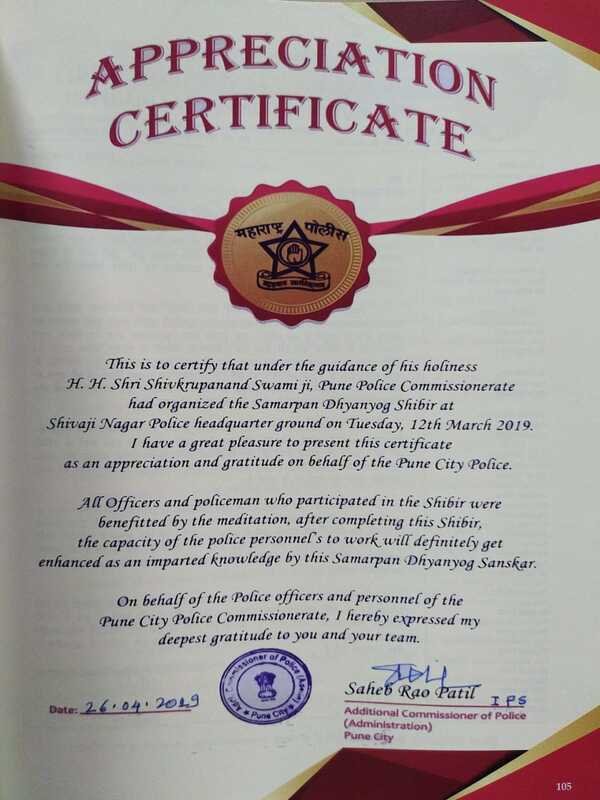 APPRECIATION
CERTIFICATE
महाराष्ट्र पोलीस
This is to certify that under the guidance of his holiness
H. H. Shri Shivkrupanand Swami ji, Pune Police Commissionerate
had organized the Samarpan Dhyanyog Shibir at
Shivaji Nagar Police headquarter ground on Tuesday, 12th March 2019.
I have a great pleasure to present this certificate
as an appreciation and gratitude on behalf of the Pune City Police.
All Officers and policeman who participated in the Shibir were
benefitted by the meditation, after completing this Shibir,
the capacity of the police personnel's to work will definitely get
enhanced as an imparted knowledge by this Samarpan Dhyanyog Sanskar.
On behalf of the Police officers and personnel of the
Pune City Police Commissionerate, I hereby expressed my
deepest gratitude to you and your team.
Commissioner of Police
Pune City
Date: 26.04.2019
Saheb Rao Patil
IPS
Additional Commissioner of Police
(Administration)
Pune City
105